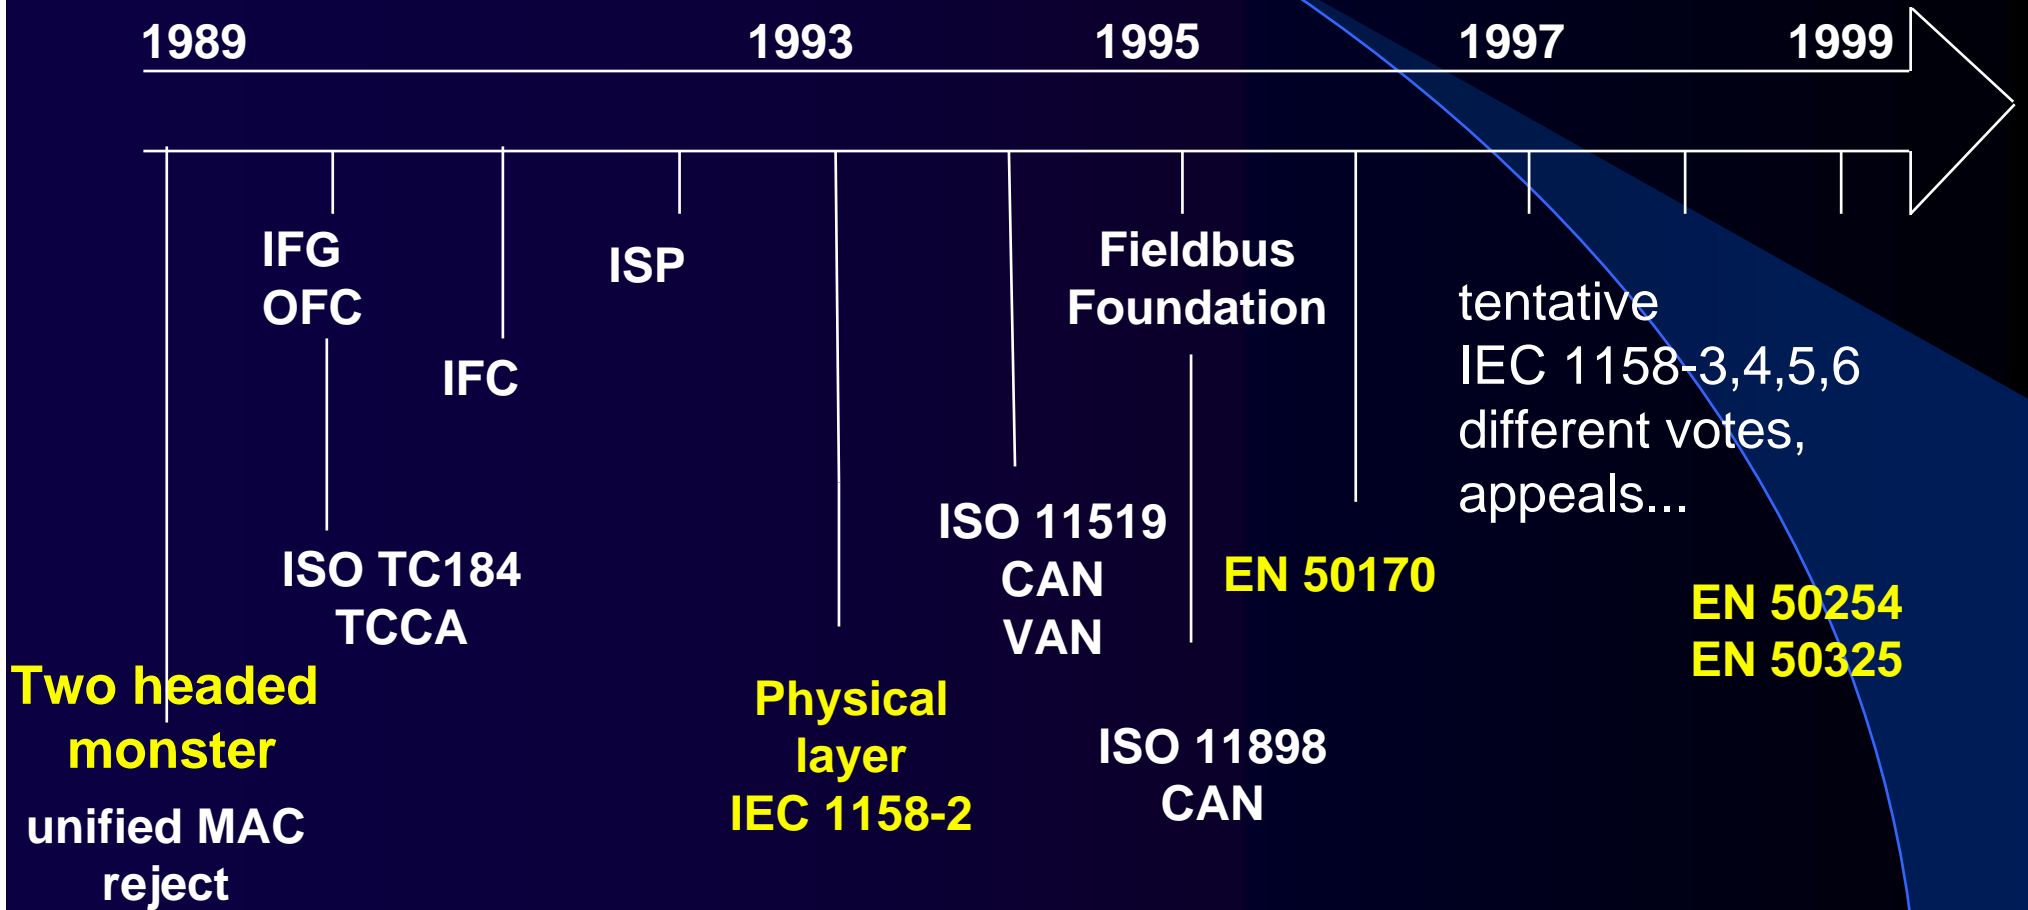 1989
1993
1995
1997
1999
IFG
OFC
IFC
ISP
Fieldbus
Foundation
tentative
IEC 1158-3,4,5,6
different votes,
appeals...
ISO TC184
TCCA
ISO 11519
CAN
VAN
EN 50170
EN 50254
EN 50325
Two headed
monster
unified MAC
reject
Physical
layer
IEC 1158-2
ISO 11898
CAN